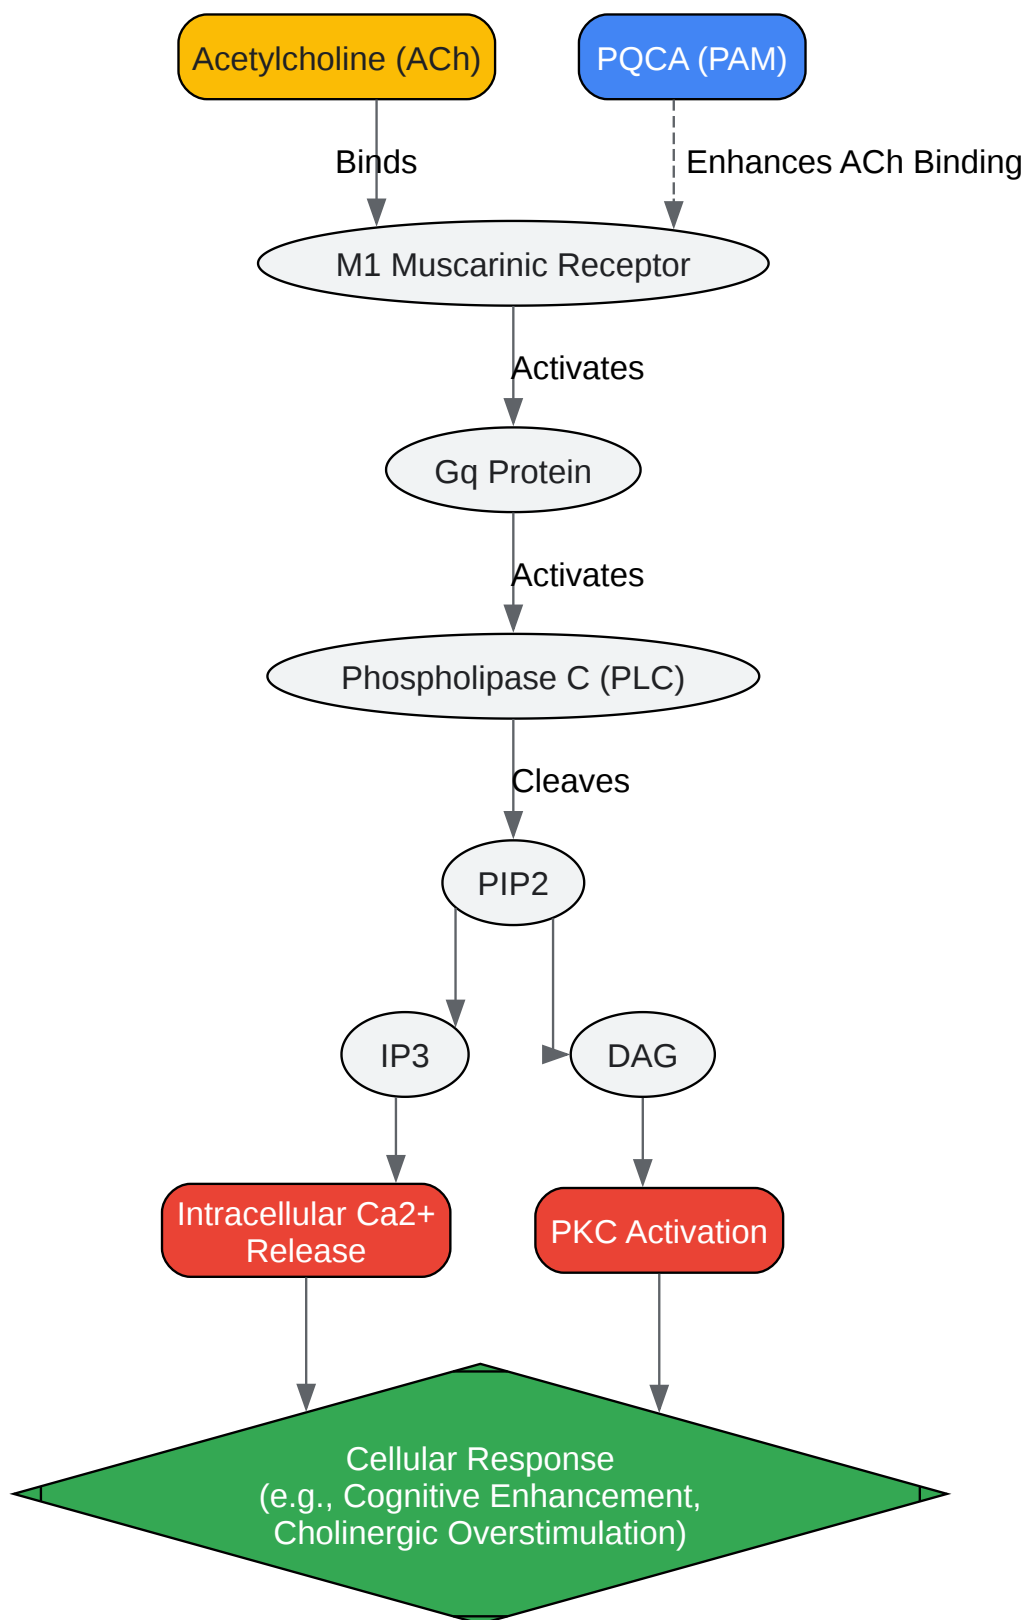 Acetylcholine (ACh)
PQCA (PAM)
Binds
Enhances ACh Binding
M1 Muscarinic Receptor
Activates
Gq Protein
Activates
Phospholipase C (PLC)
Cleaves
PIP2
IP3
DAG
Intracellular Ca2+
Release
PKC Activation
Cellular Response
(e.g., Cognitive Enhancement,
Cholinergic Overstimulation)